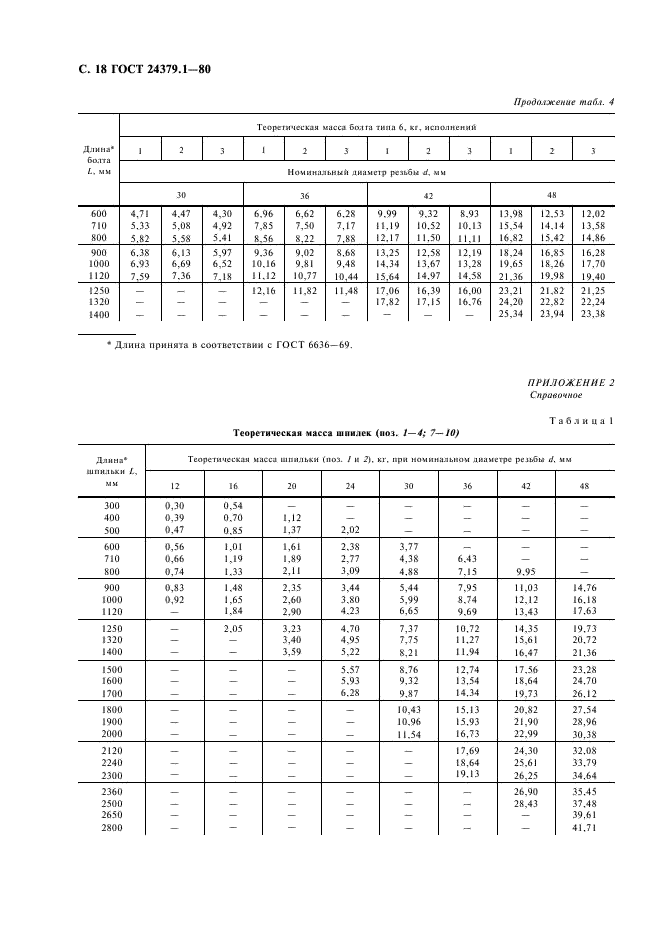 С. 18 ГОСТ 24379.1—80
Продолжение табл. 4
Длина* болта L, мм
Теоретическая масса болта типа 6, кг, исполнений
1 2 3 1 2 3 1 2 3 1 2 3
Номинальный диаметр резьбы d, мм
30 36 42 48
600 4,71 4,47 4,30 6,96 6,62 6,28 9,99 9,32 8,93 13,98 12,53 12,02
710 5,33 5,08 4,92 7,85 7,50 7,17 11,19 10,52 10,13 15,54 14,14 13,58
800 5,82 5,58 5,41 8,56 8,22 7,88 12,17 11,50 11,11 16,82 15,42 14,86
900 6,38 6,13 5,97 9,36 9,02 8,68 13,25 12,58 12,19 18,24 16,85 16,28
1000 6,93 6,69 6,52 10,16 9,81 9,48 14,34 13,67 13,28 19,65 18,26 17,70
1120 7,59 7,36 7,18 11,12 10,77 10,44 15,64 14,97 14,58 21,36 19,98 19,40
1250 — — — 12,16 11,82 11,48 17,06 16,39 16,00 23,21 21,82 21,25
1320 — — — — — — 17,82 17,15 16,76 24,20 22,82 22,24
1400 — — — — — — — — — 25,34 23,94 23,38
* Длина принята в соответствии с ГОСТ 6636—69.
ПРИЛОЖЕНИЕ 2
Справочное
Таблица 1
Теоретическая масса шпилек (поз. 1—4; 7—10)
Длина* шпильки L, мм
Теоретическая масса шпильки (поз. 1 и 2), кг, при номинальном диаметре резьбы d, мм
12 16 20 24 30 36 42 48
300 0,30 0,54 — — — — — —
400 0,39 0,70 1,12 — — — — —
500 0,47 0,85 1,37 2,02 — — — —
600 0,56 1,01 1,61 2,38 3,77 — — —
710 0,66 1,19 1,89 2,77 4,38 6,43 — —
800 0,74 1,33 2,11 3,09 4,88 7,15 9,95 —
900 0,83 1,48 2,35 3,44 5,44 7,95 11,03 14,76
1000 0,92 1,65 2,60 3,80 5,99 8,74 12,12 16,18
1120 — 1,84 2,90 4,23 6,65 9,69 13,43 17,63
1250 — 2,05 3,23 4,70 7,37 10,72 14,35 19,73
1320 — — 3,40 4,95 7,75 11,27 15,61 20,72
1400 — — 3,59 5,22 8,21 11,94 16,47 21,36
1500 — — — 5,57 8,76 12,74 17,56 23,28
1600 — — — 5,93 9,32 13,54 18,64 24,70
1700 — — — 6,28 9,87 14,34 19,73 26,12
1800 — — — — 10,43 15,13 20,82 27,54
1900 — — — — 10,96 15,93 21,90 28,96
2000 — — — — 11,54 16,73 22,99 30,38
2120 — — — — — 17,69 24,30 32,08
2240 — — — — — 18,64 25,61 33,79
2300 — — — — — 19,13 26,25 34,64
2360 — — — — — — 26,90 35,45
2500 — — — — — — 28,43 37,48
2650 — — — — — — — 39,61
2800 — — — — — — — 41,71